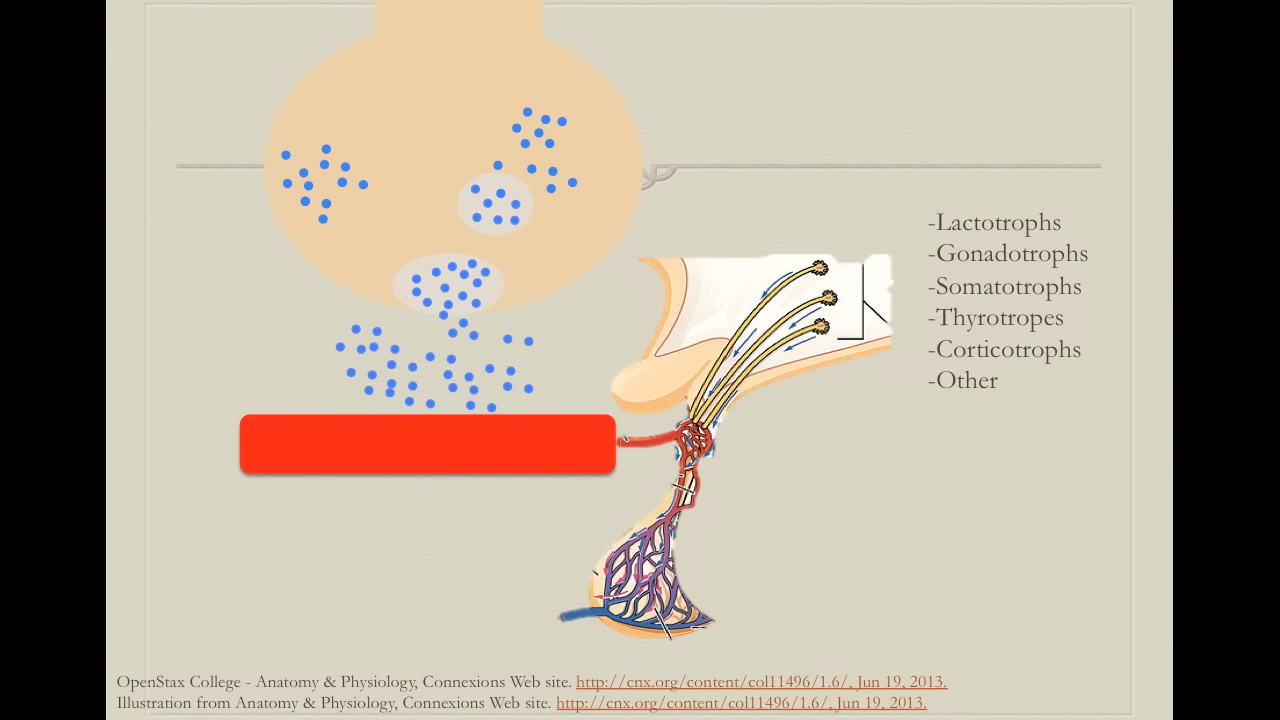 -Lactotrophs
-Gonadotrophs
-Somatotrophs
-Thyrotropes
-Corticotrophs
-Other
OpenStax College - Anatomy & Physiology, Connexions Web site. http://cnx.org/content/col11496/1.6/, Jun 19, 2013.
Illustration from Anatomy & Physiology, Connexions Web site. http://cnx.org/content/col11496/1.6/, Jun 19, 2013.